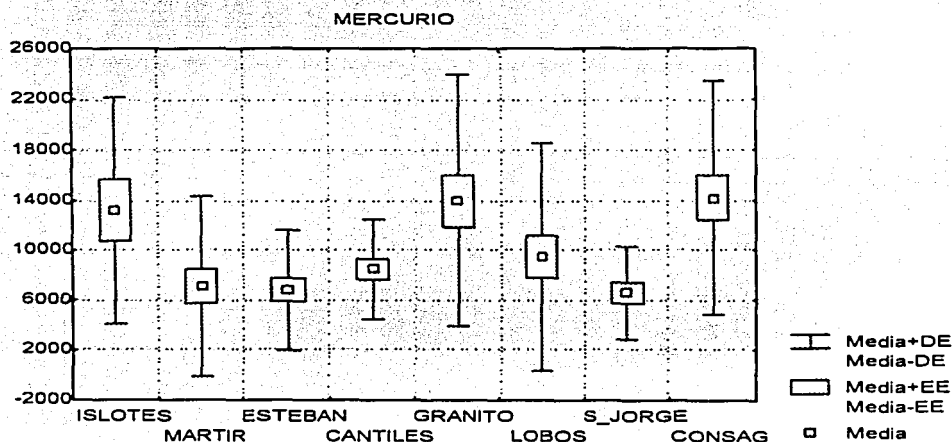 MERCURIO
26000
22000
18000
14000
10000
6000
2000
-2000
ISLOTES
MARTIR
ESTEBAN
CANTILES
GRANITO
LOBOS
S_JORGE
CONSAG
Media+DE
Media-DE
Media+EE
Media-EE
Media